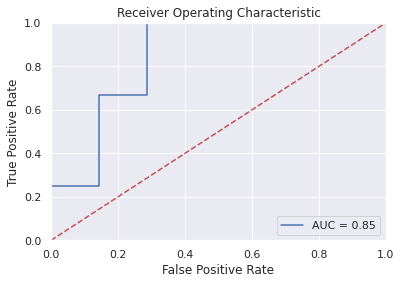 Receiver Operating Characteristic
1.0
0.8
0.6
0.4
0.2
0.0
True Positive Rate
AUC = 0.85
0.0 0.2 0.4 0.6 0.8 1.0
False Positive Rate